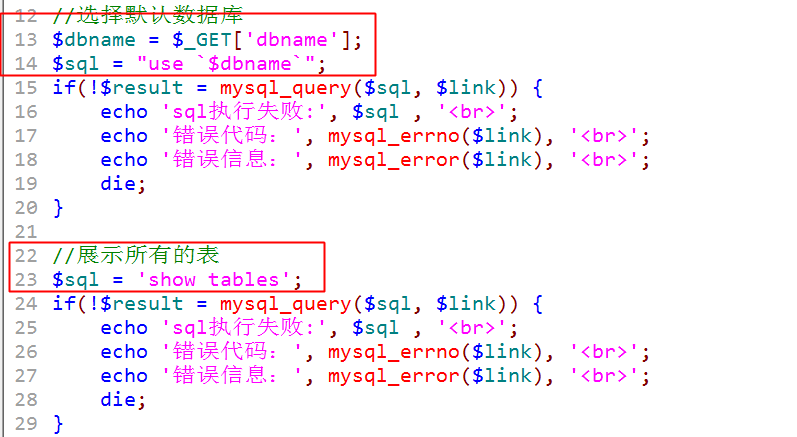 12 //选择默认数据库
13 $dbname = $_GET['dbname'];
14 $sql = "use `$dbname`";
15 if(!$result = mysql_query($sql, $link)) {
16     echo 'sql执行失败:', $sql , '<br>';
17     echo '错误代码：', mysql_errno($link), '<br>';
18     echo '错误信息：', mysql_error($link), '<br>';
19     die;
20 }
21
22 //展示所有的表
23 $sql = 'show tables';
24 if(!$result = mysql_query($sql, $link)) {
25     echo 'sql执行失败:', $sql , '<br>';
26     echo '错误代码：', mysql_errno($link), '<br>';
27     echo '错误信息：', mysql_error($link), '<br>';
28     die;
29 }